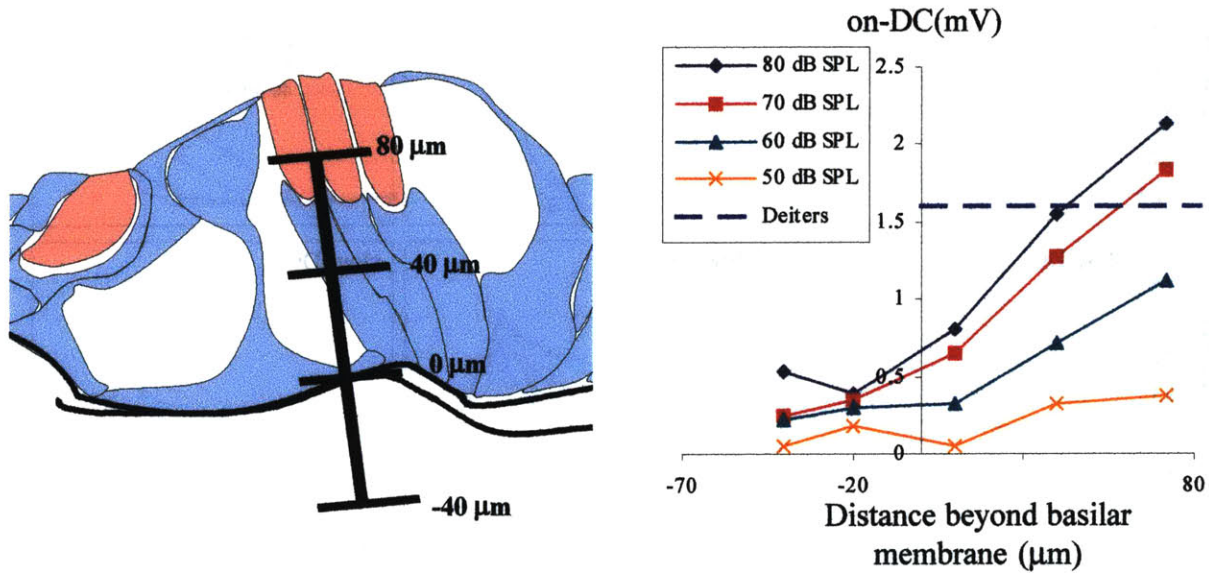 80 μm
40 μm
0 μm
-40 μm
on-DC(mV)
80 dB SPL
70 dB SPL
60 dB SPL
50 dB SPL
Deiters
2.5
2
1.5
1
0.5
0
-70
-20
80
Distance beyond basilar
membrane (μm)